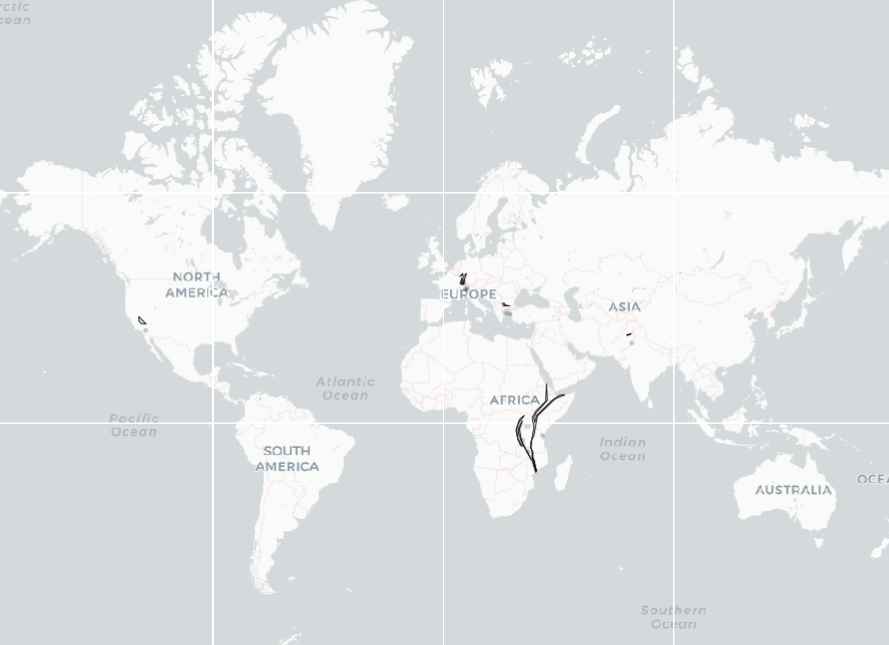 rctic
cean
NORTH
AMERICA
EUROPE
ASIA
Atlantic
Ocean
AFRICA
Pacific
Ocean
Indian
Ocean
SOUTH
AMERICA
AUSTRALIA
OCEA
Southern
Ocean